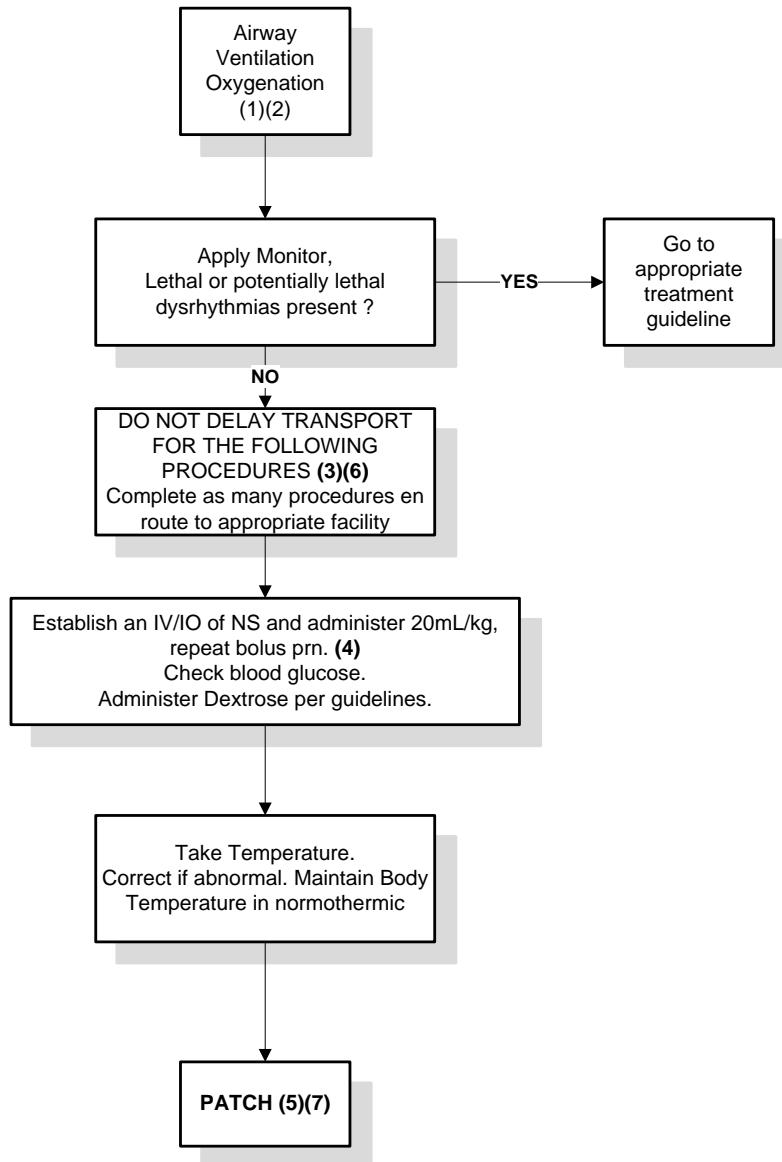 Airway
Ventilation
Oxygenation
(1)(2)
Apply Monitor,
Lethal or potentially lethal
dysrhythmias present ?
YES
Go to
appropriate
treatment
guideline
NO
DO NOT DELAY TRANSPORT
FOR THE FOLLOWING
PROCEDURES (3)(6)
Complete as many procedures en
route to appropriate facility
Establish an IV/IO of NS and administer 20mL/kg,
repeat bolus prn. (4)
Check blood glucose.
Administer Dextrose per guidelines.
Take Temperature.
Correct if abnormal. Maintain Body
Temperature in normothermic
PATCH (5)(7)